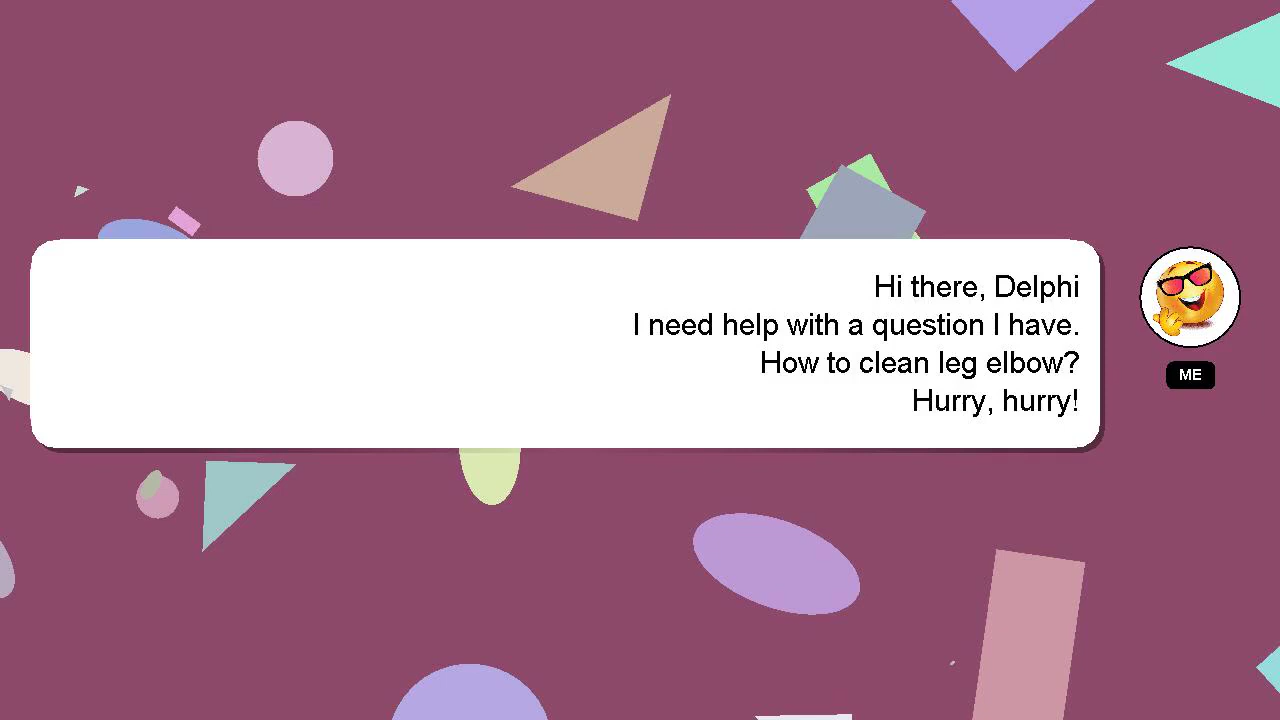 Hi there, Delphi
I need help with a question I have.
How to clean leg elbow?
Hurry, hurry!
ME